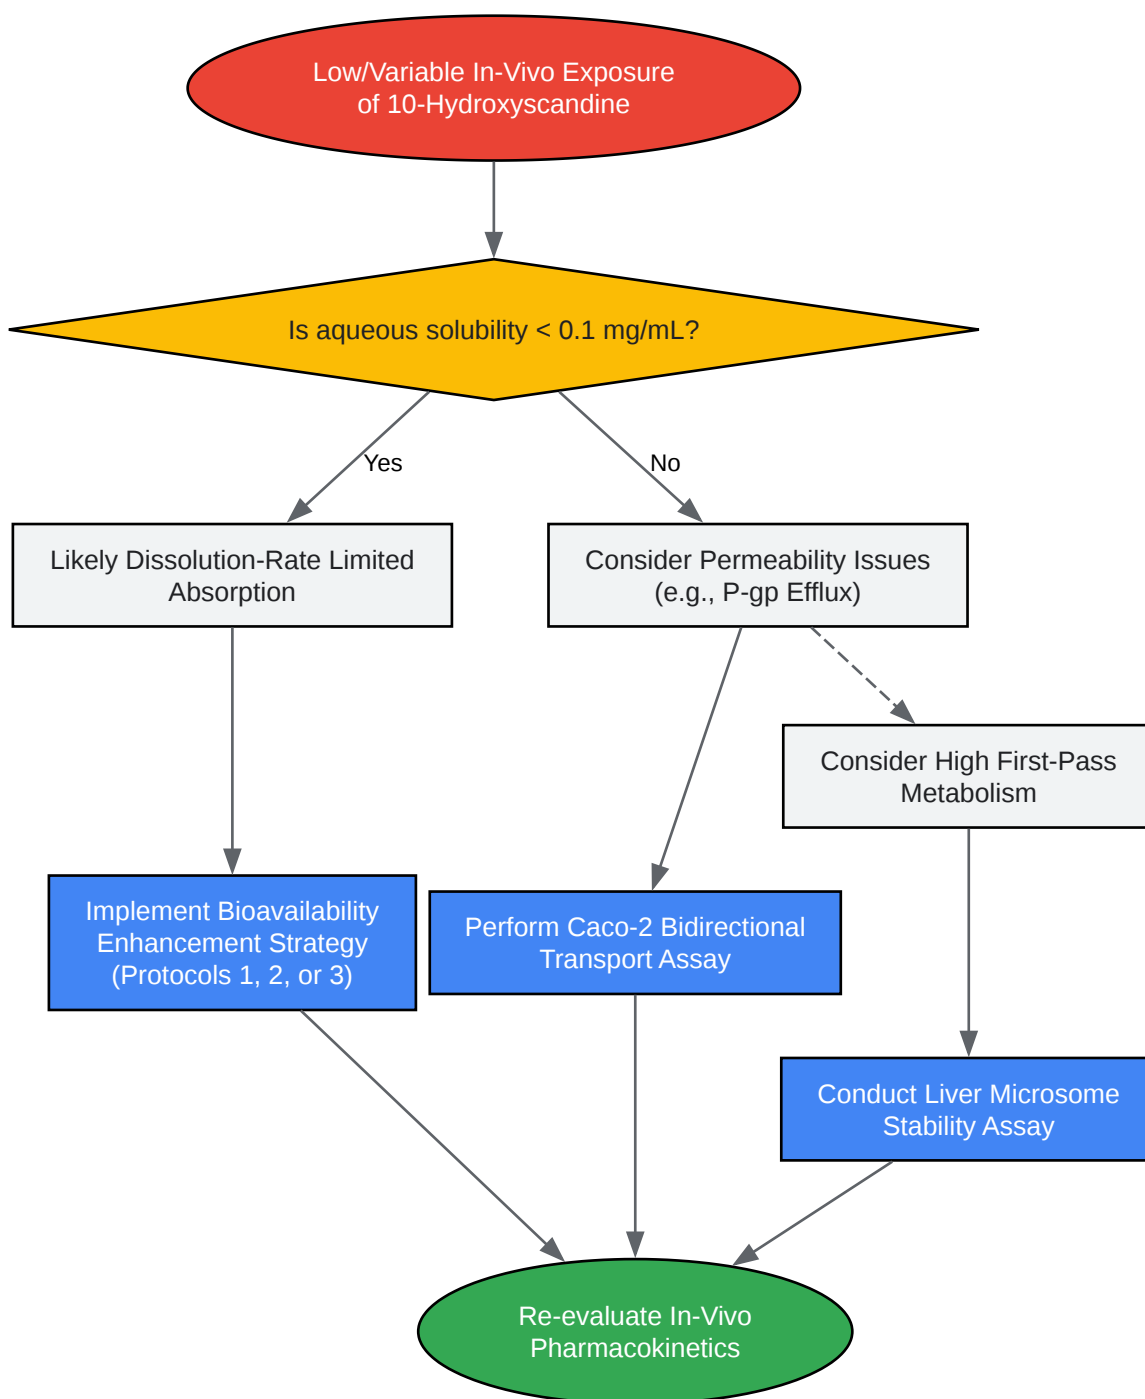 Low/Variable In-Vivo Exposure
of 10-Hydroxyscandine
Is aqueous solubility < 0.1 mg/mL?
Yes
No
Likely Dissolution-Rate Limited
Absorption
Consider Permeability Issues
(e.g., P-gp Efflux)
Consider High First-Pass
Metabolism
Implement Bioavailability
Enhancement Strategy
(Protocols 1, 2, or 3)
Perform Caco-2 Bidirectional
Transport Assay
Conduct Liver Microsome
Stability Assay
Re-evaluate In-Vivo
Pharmacokinetics